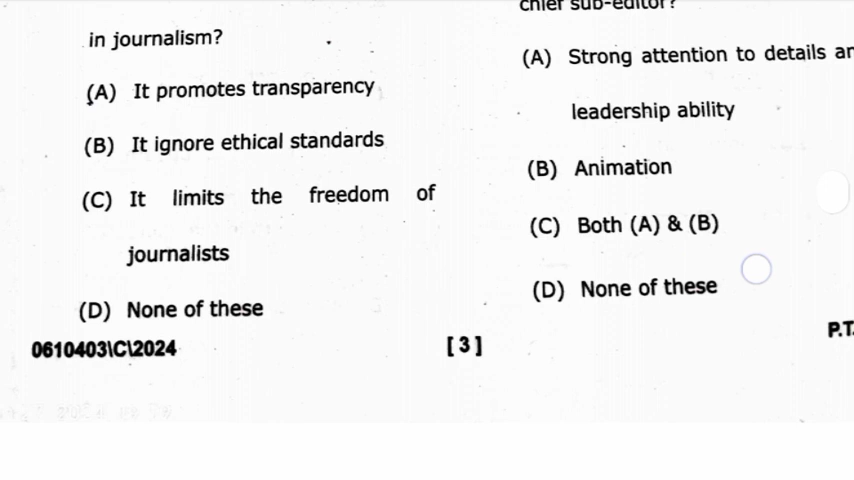 in journalism?
(A) It promotes transparency
(B) It ignore ethical standards
(C) It limits the freedom of
journalists
(D) None of these
0610403\C\2024
chief sub-editor?
(A) Strong attention to details
leadership ability
(B) Animation
(C) Both (A) & (B)
(D) None of these
[ 3 ]
P.T.